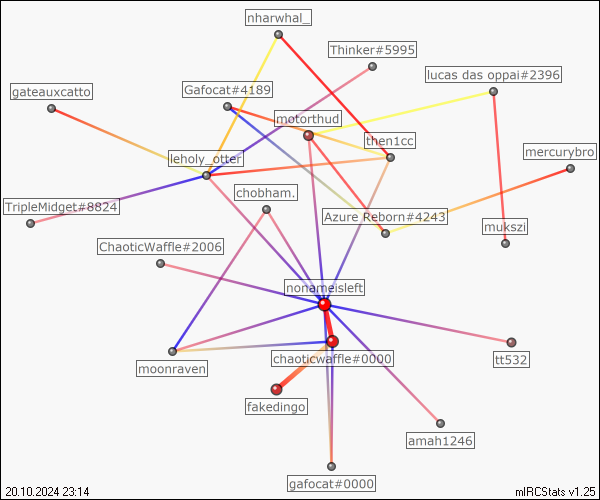 nharwhal_
Thinker#5995
lucas das oppai#2396
gateauxcatto
Gafocat#4189
motorthud
then1cc
mercurybro
leholy_otter
chobham.
TripleMidget#8824
Azure Reborn#4243
mukszi
ChaoticWaffle#2006
nonameisleft
chaoticwaffle#0000
tt532
moonraven
fakedingo
amah1246
gafocat#0000
20.10.2024 23:14
mIRCStats v1.25